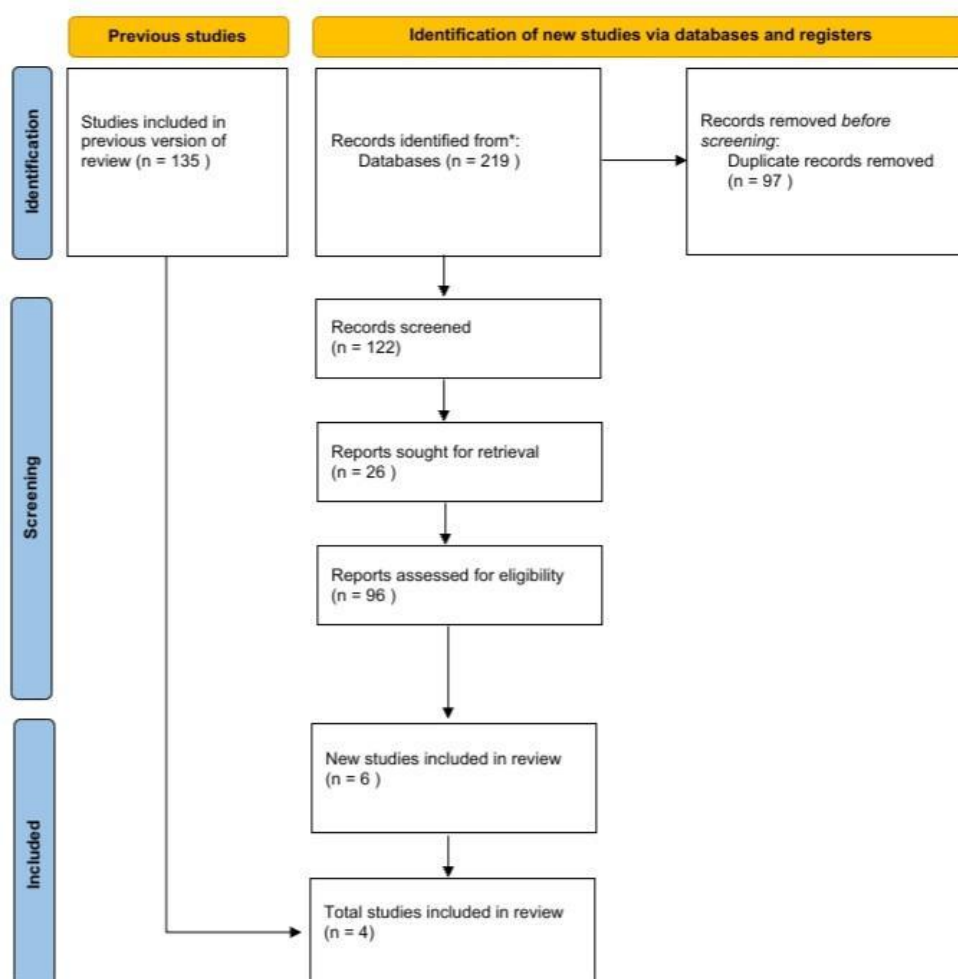 Previous studies
Identification of new studies via databases and registers
Identification
Studies included in
previous version of
review (n = 135 )
Records identified from*:
Databases (n = 219 )
Records removed before
screening:
Duplicate records removed
(n = 97 )
Screening
Records screened
(n = 122)
Reports sought for retrieval
(n = 26 )
Reports assessed for eligibility
(n = 96 )
Included
New studies included in review
(n = 6 )
Total studies included in review
(n = 4)